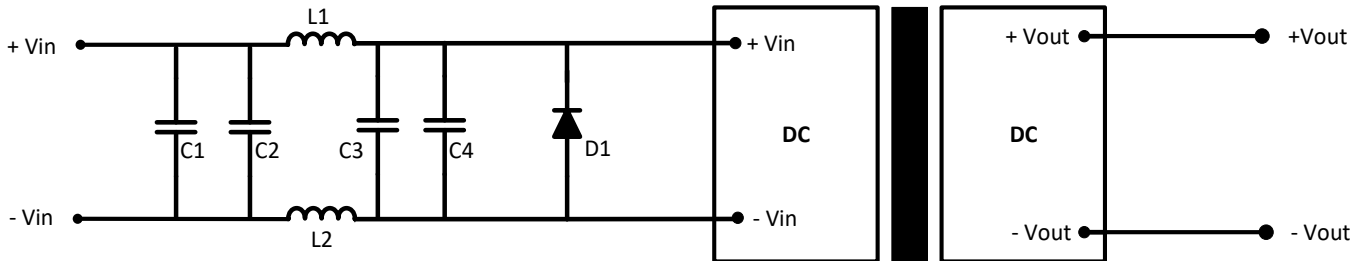 L1
+ Vin
+ Vin
+ Vout
+Vout
C1
C2
C3
C4
D1
DC
DC
- Vin
L2
- Vin
- Vout
- Vout